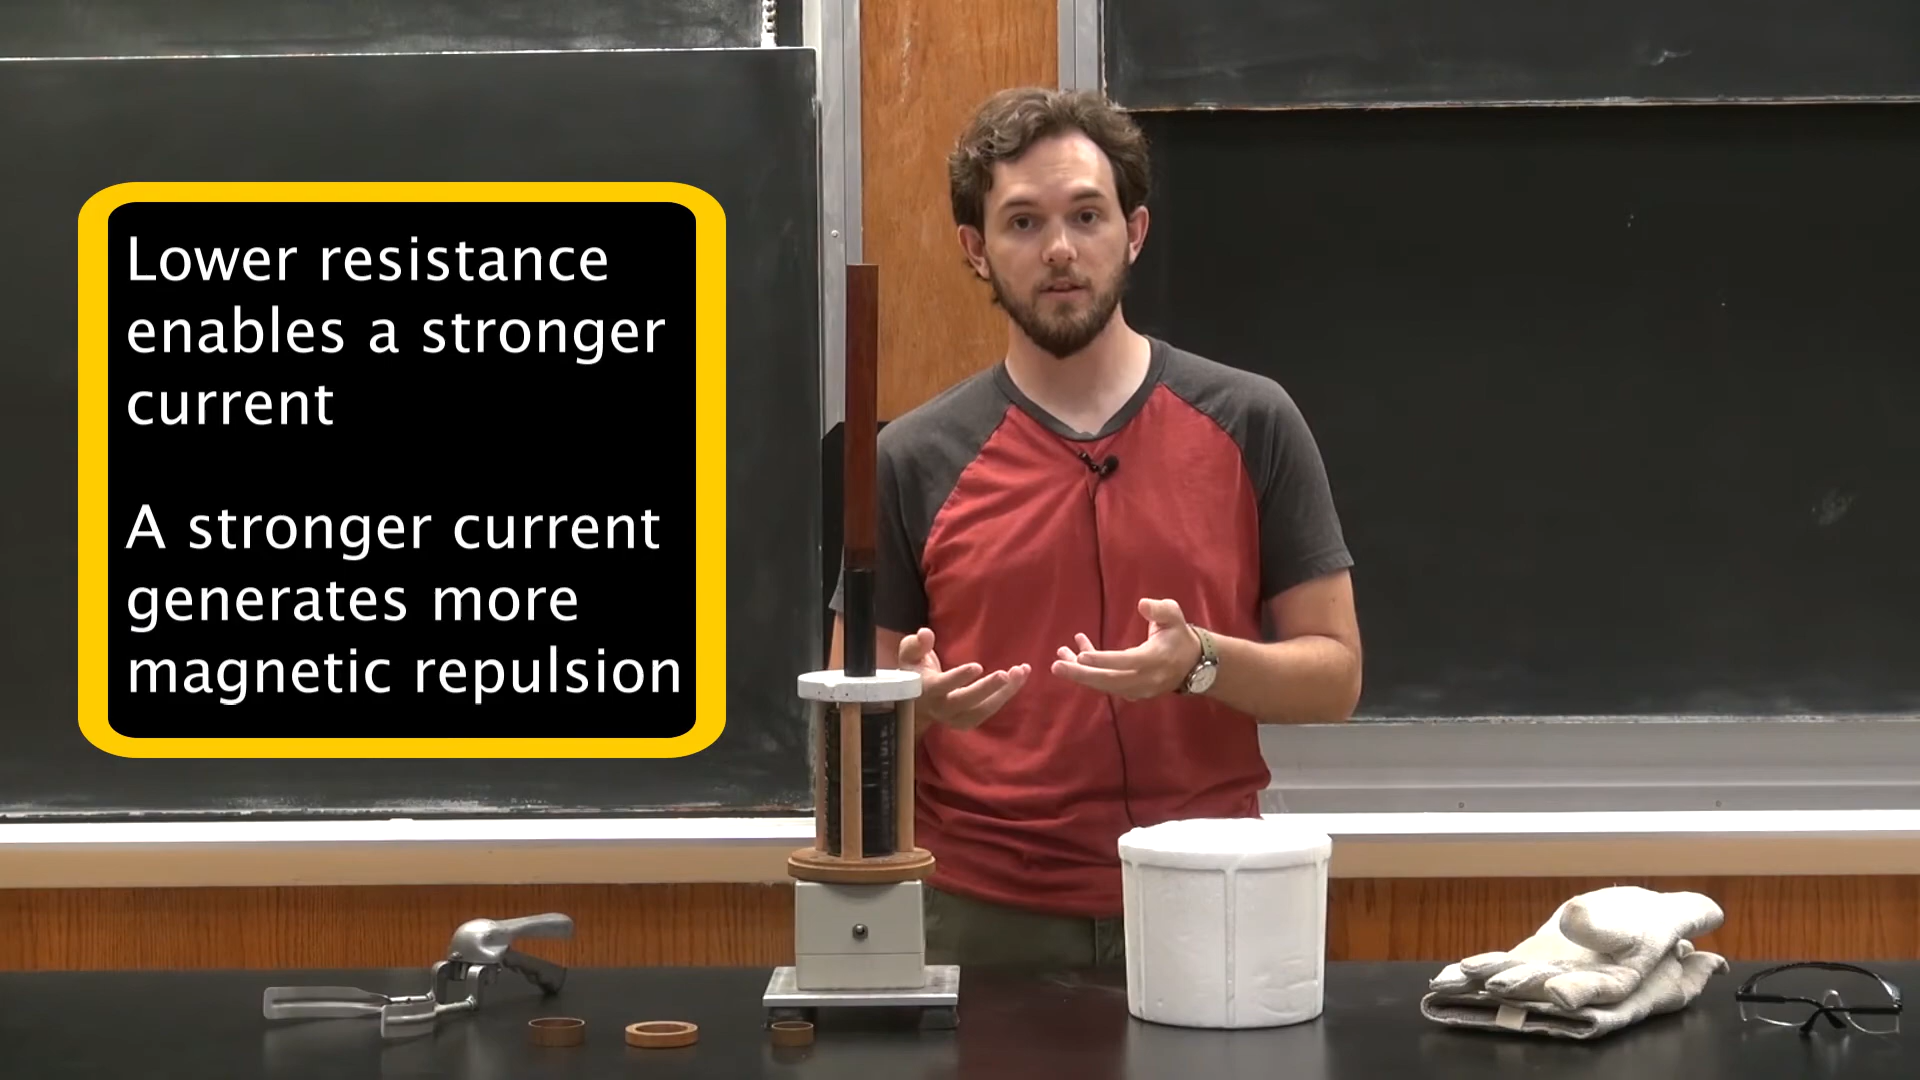 Lower resistance
enables a stronger
current
A stronger current
generates more
magnetic repulsion